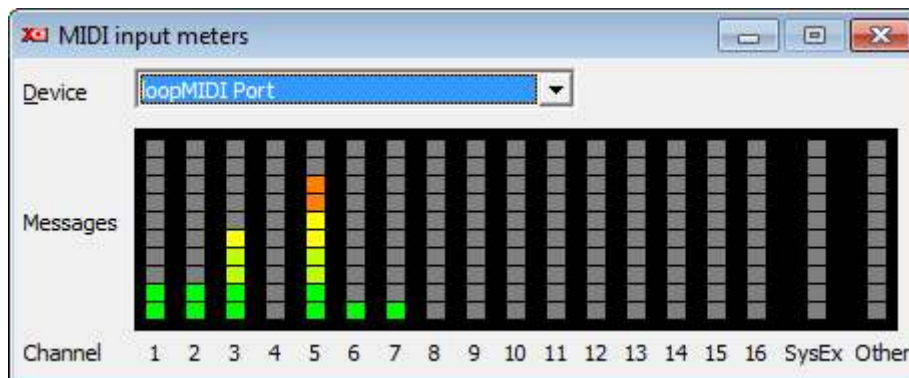 MIDI input meters
Device loopMIDI Port
Messages
Channel 1 2 3 4 5 6 7 8 9 10 11 12 13 14 15 16 SysEx Other